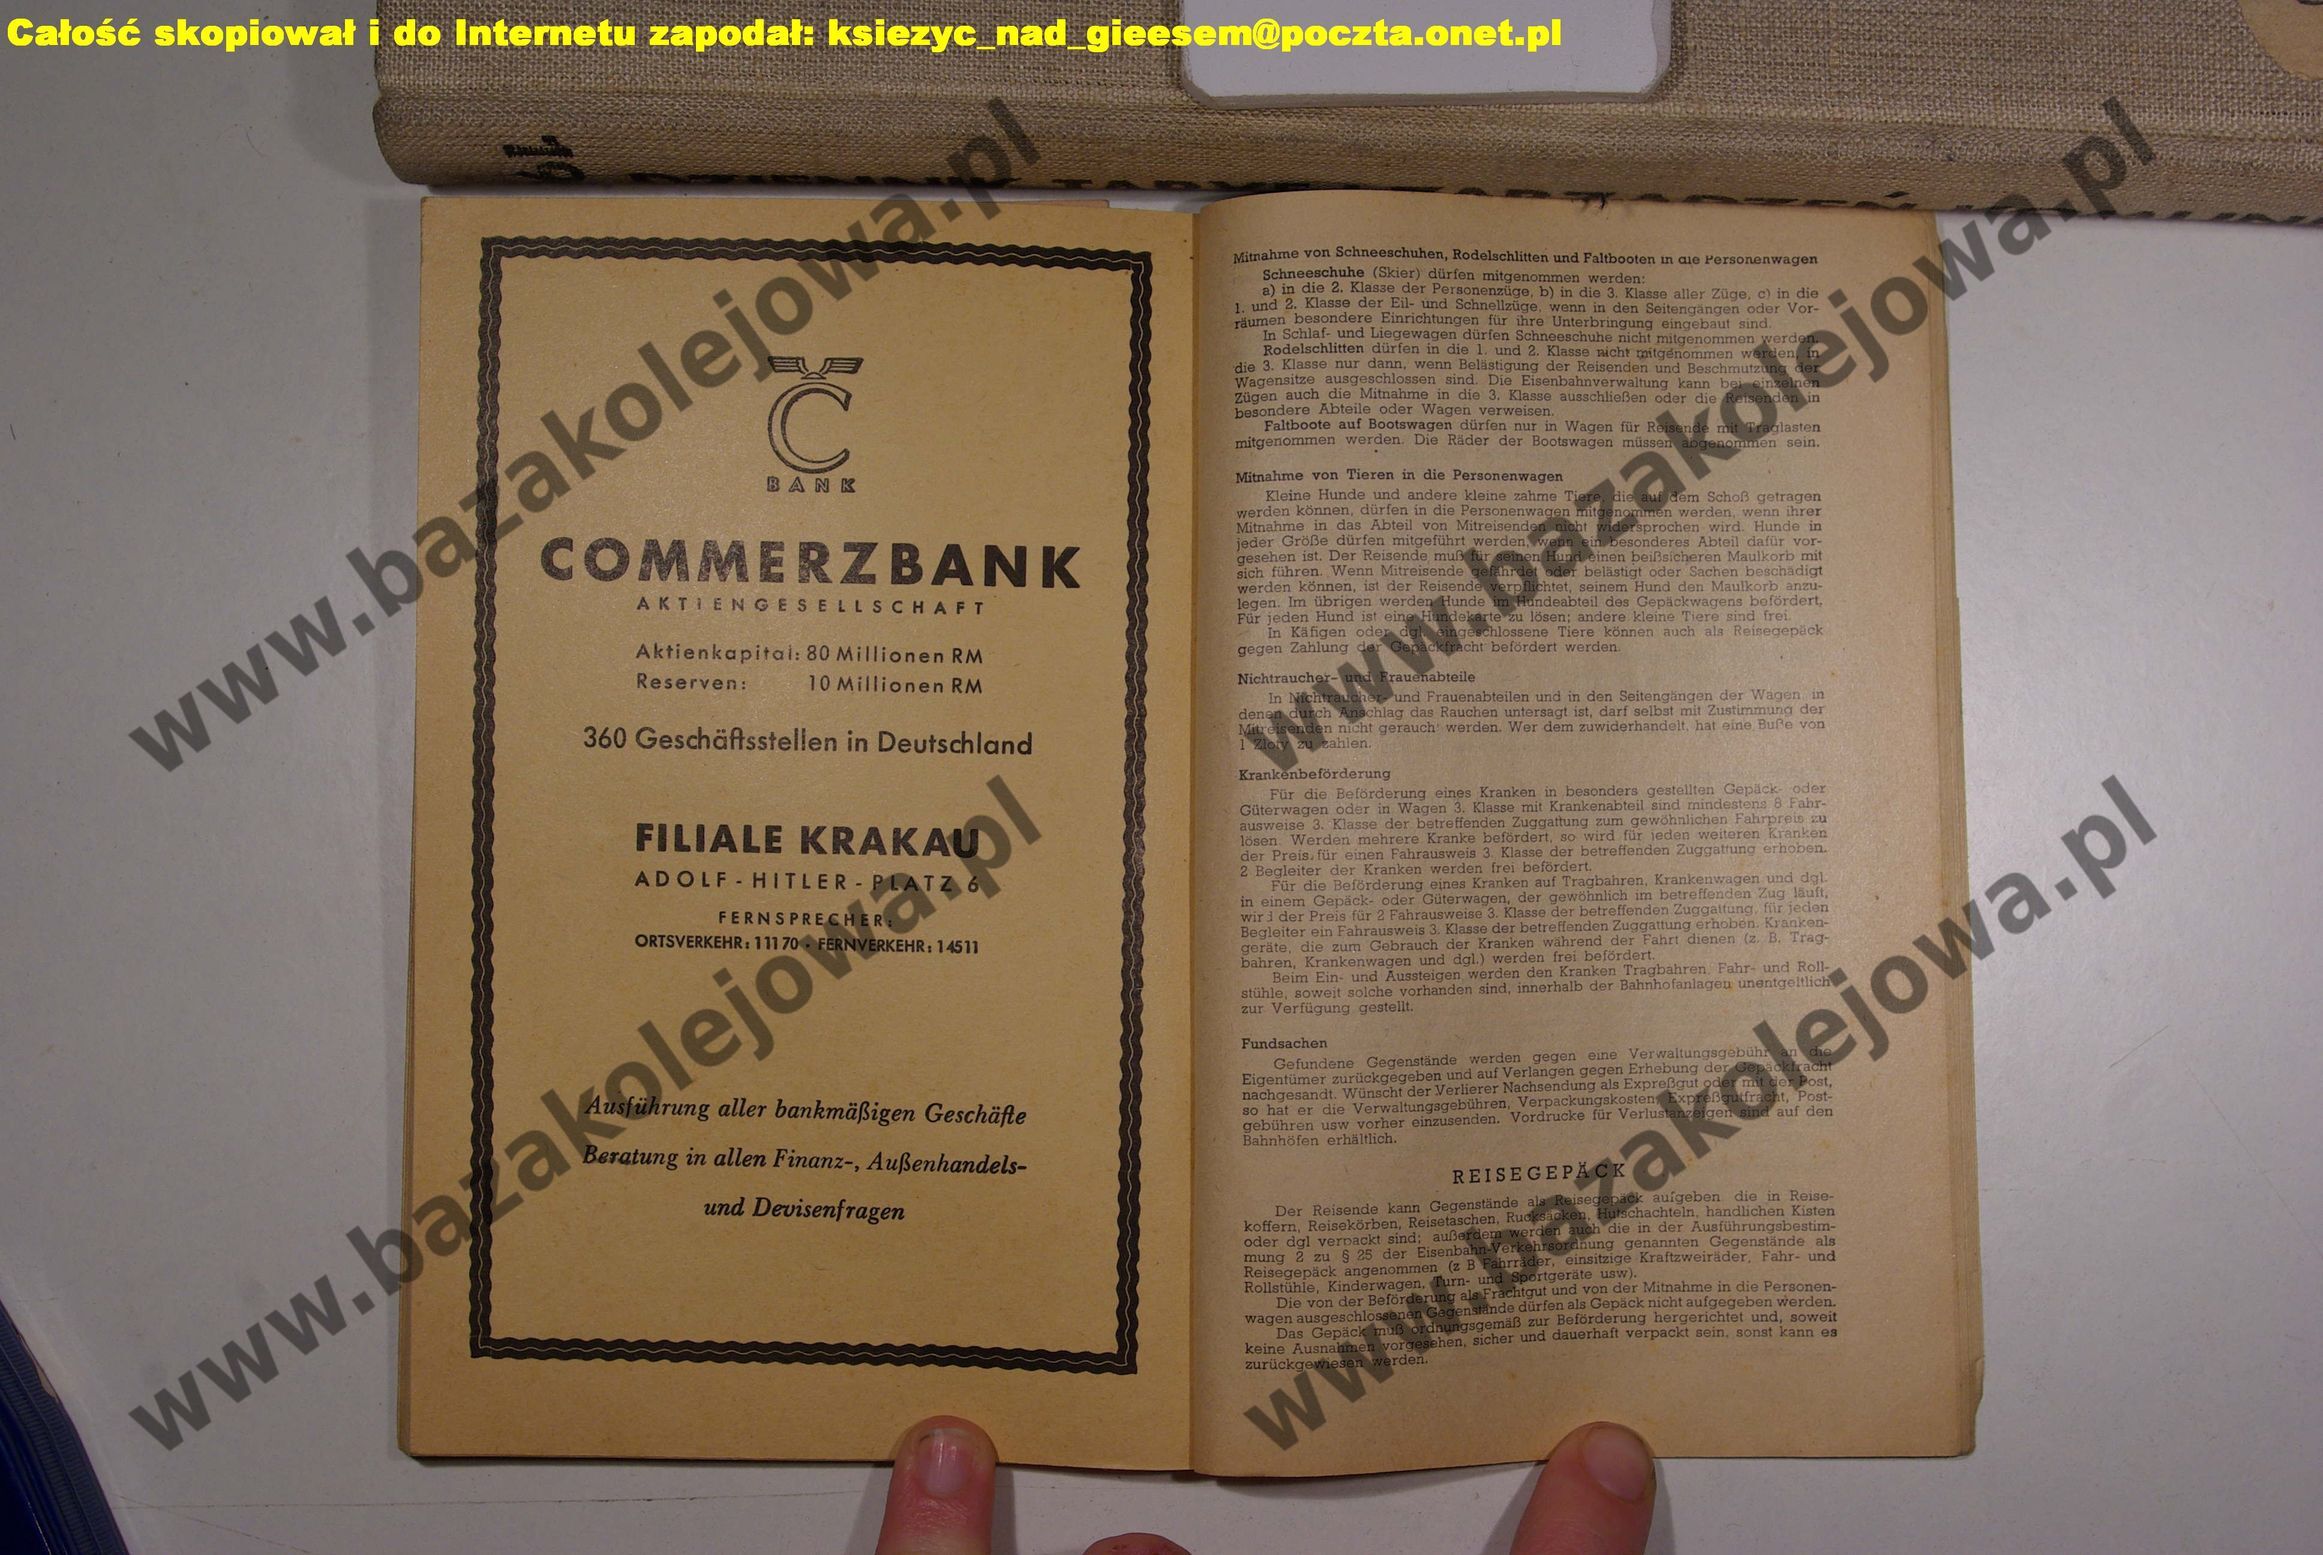 Całość skopiował i do Internetu zapodał: ksiezyc_nad_gieesem@poczta.onet.pl
C
BANK
COMMERZBANK
AKTIENGESELLSCHAFT
Aktienkapital: 80 Millionen RM
Reserven: 10 Millionen RM
360 Geschäftsstellen in Deutschland
FILIALE KRAKAU
ADOLF-HITLER-PLATZ 6
FERNSPRECHER:
ORTSVERKEHR: 11170 · FERNVERKEHR: 14511
Ausführung aller bankmäßigen Geschäfte
Beratung in allen Finanz-, Außenhandels-
und Devisenfragen
Mitnahme von Schneeschuhen, Rodelschlitten und Faltbooten in die Personenwagen
Schneeschuhe (Skier) dürfen mitgenommen werden:
a) in die 2. Klasse der Personenzüge, b) in die 3. Klasse aller Züge, c) in die
1. und 2. Klasse der Eil- und Schnellzüge, wenn in den Seitengängen oder Vor-
räumen besondere Einrichtungen für ihre Unterbringung eingebaut sind.
In Schlaf- und Liegewagen dürfen Schneeschuhe nicht mitgenommen werden.
Rodelschlitten dürfen in die 1. und 2. Klasse nicht mitgenommen werden, in
die 3. Klasse nur dann, wenn Belästigung der Reisenden und Beschmutzung der
Wagensitze ausgeschlossen sind. Die Eisenbahnverwaltung kann bei einzelnen
Zügen auch die Mitnahme in die 3. Klasse ausschließen oder die Reisenden in
besondere Abteile oder Wagen verweisen.
Faltboote auf Bootswagen dürfen nur in Wagen für Reisende mit Traglasten
mitgenommen werden. Die Räder der Bootswagen müssen abgenommen sein.
Mitnahme von Tieren in die Personenwagen
Kleine Hunde und andere kleine zahme Tiere, die auf dem Schoß getragen
werden können, dürfen in die Personenwagen mitgenommen werden, wenn ihrer
Mitnahme in das Abteil von Mitreisenden nicht widersprochen wird. Hunde in
jeder Größe dürfen mitgeführt werden, wenn ein besonderes Abteil dafür vor-
gesehen ist. Der Reisende muß für seinen Hund einen beißsicheren Maulkorb mit
sich führen. Wenn Mitreisende gefährdet oder belästigt oder Sachen beschädigt
werden können, ist der Reisende verpflichtet, seinem Hund den Maulkorb anzu-
legen. Im übrigen werden Hunde im Hundeabteil des Gepäckwagens befördert.
Für jeden Hund ist eine Hundekarte zu lösen; andere kleine Tiere sind frei.
In Käfigen oder dgl. eingeschlossene Tiere können auch als Reisegepäck
gegen Zahlung der Gepäckfracht befördert werden.
Nichtraucher- und Frauenabteile
In Nichtraucher- und Frauenabteilen und in den Seitengängen der Wagen, in
denen durch Anschlag das Rauchen untersagt ist, darf selbst mit Zustimmung der
Mitreisenden nicht geraucht werden. Wer dem zuwiderhandelt, hat eine Buße von
1 Zloty zu zahlen.
Krankenbeförderung
Für die Beförderung eines Kranken in besonders gestellten Gepäck- oder
Güterwagen oder in Wagen 3. Klasse mit Krankenabteil sind mindestens 8 Fahr-
ausweise 3. Klasse der betreffenden Zuggattung zum gewöhnlichen Fahrpreis zu
lösen. Werden mehrere Kranke befördert, so wird für jeden weiteren Kranken
der Preis für einen Fahrausweis 3. Klasse der betreffenden Zuggattung erhoben.
2 Begleiter der Kranken werden frei befördert.
Für die Beförderung eines Kranken auf Tragbahren, Krankenwagen und dgl.
in einem Gepäck- oder Güterwagen, der gewöhnlich im betreffenden Zug läuft,
wird der Preis für 2 Fahrausweise 3. Klasse der betreffenden Zuggattung, für jeden
Begleiter ein Fahrausweis 3. Klasse der betreffenden Zuggattung erhoben. Kranken-
geräte, die zum Gebrauch der Kranken während der Fahrt dienen (z. B. Trag-
bahren, Krankenwagen und dgl.) werden frei befördert.
Beim Ein- und Aussteigen werden den Kranken Tragbahren, Fahr- und Roll-
stühle, soweit solche vorhanden sind, innerhalb der Bahnhofanlagen unentgeltlich
zur Verfügung gestellt.
Fundsachen
Gefundene Gegenstände werden gegen eine Verwaltungsgebühr an die
Eigentümer zurückgegeben und auf Verlangen gegen Erhebung der Gepäckfracht
nachgesandt. Wünscht der Verlierer Nachsendung als Expreßgut oder mit der Post,
so hat er die Verwaltungsgebühren, Verpackungskosten, Expreßgutfracht, Post-
gebühren usw vorher einzusenden. Vordrucke für Verlustanzeigen sind auf den
Bahnhöfen erhältlich.
REISEGEPÄCK
Der Reisende kann Gegenstände als Reisegepäck aufgeben, die in Reise-
koffern, Reisekörben, Reisetaschen, Rucksäcken, Hutschachteln, handlichen Kisten
oder dgl verpackt sind; außerdem werden auch die in der Ausführungsbestim-
mung 2 zu § 25 der Eisenbahn-Verkehrsordnung genannten Gegenstände als
Reisegepäck angenommen (z B Fahrräder, einsitzige Kraftzweiräder, Fahr- und
Rollstühle, Kinderwagen, Turn- und Sportgeräte usw).
Die von der Beförderung als Frachtgut und von der Mitnahme in die Personen-
wagen ausgeschlossenen Gegenstände dürfen als Gepäck nicht aufgegeben werden.
Das Gepäck muß ordnungsgemäß zur Beförderung hergerichtet und, soweit
keine Ausnahmen vorgesehen, sicher und dauerhaft verpackt sein, sonst kann es
zurückgewiesen werden.
www.bazakolejowa.pl
www.bazakolejowa.pl
www.bazakolejowa.pl
www.bazakolejowa.pl